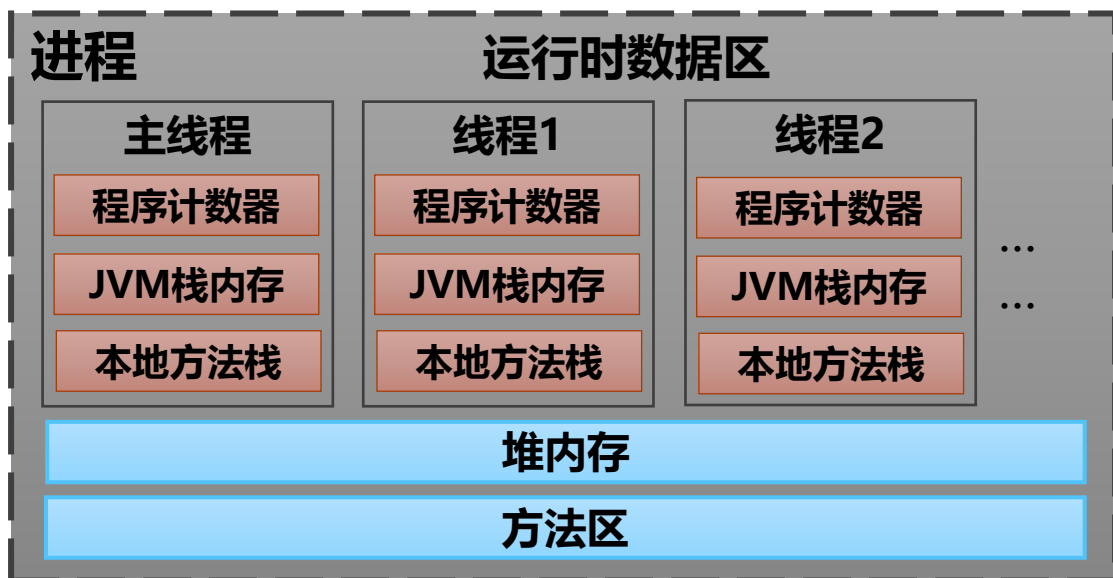 进程
运行时数据区
主线程
程序计数器
JVM栈内存
本地方法栈
线程1
程序计数器
JVM栈内存
本地方法栈
线程2
程序计数器
JVM栈内存
本地方法栈
...
...
堆内存
方法区